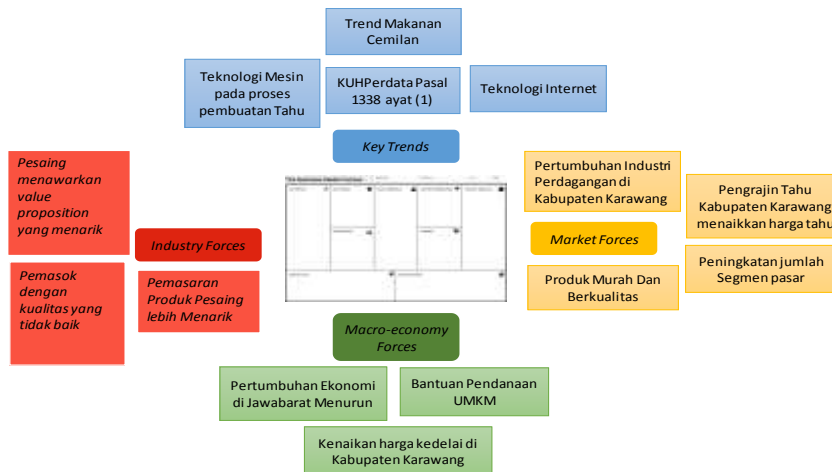 Trend Makanan
Cemilan
Teknologi Mesin
pada proses
pembuatan Tahu
KUHPerdata Pasal
1338 ayat (1)
Teknologi Internet
Key Trends
Pesaing
menawarkan
value
proposition
yang menarik
Industry Forces
Pemasok
dengan
kualitas yang
tidak baik
Pemasaran
Produk Pesaing
lebih Menarik
Pertumbuhan Industri
Perdagangan di
Kabupaten Karawang
Pengrajin Tahu
Kabupaten Karawang
menaikkan harga tahu
Market Forces
Produk Murah Dan
Berkualitas
Peningkatan jumlah
Segmen pasar
Macro-economy
Forces
Pertumbuhan Ekonomi
di Jawabarat Menurun
Bantuan Pendanaan
UMKM
Kenaikan harga kedelai di
Kabupaten Karawang